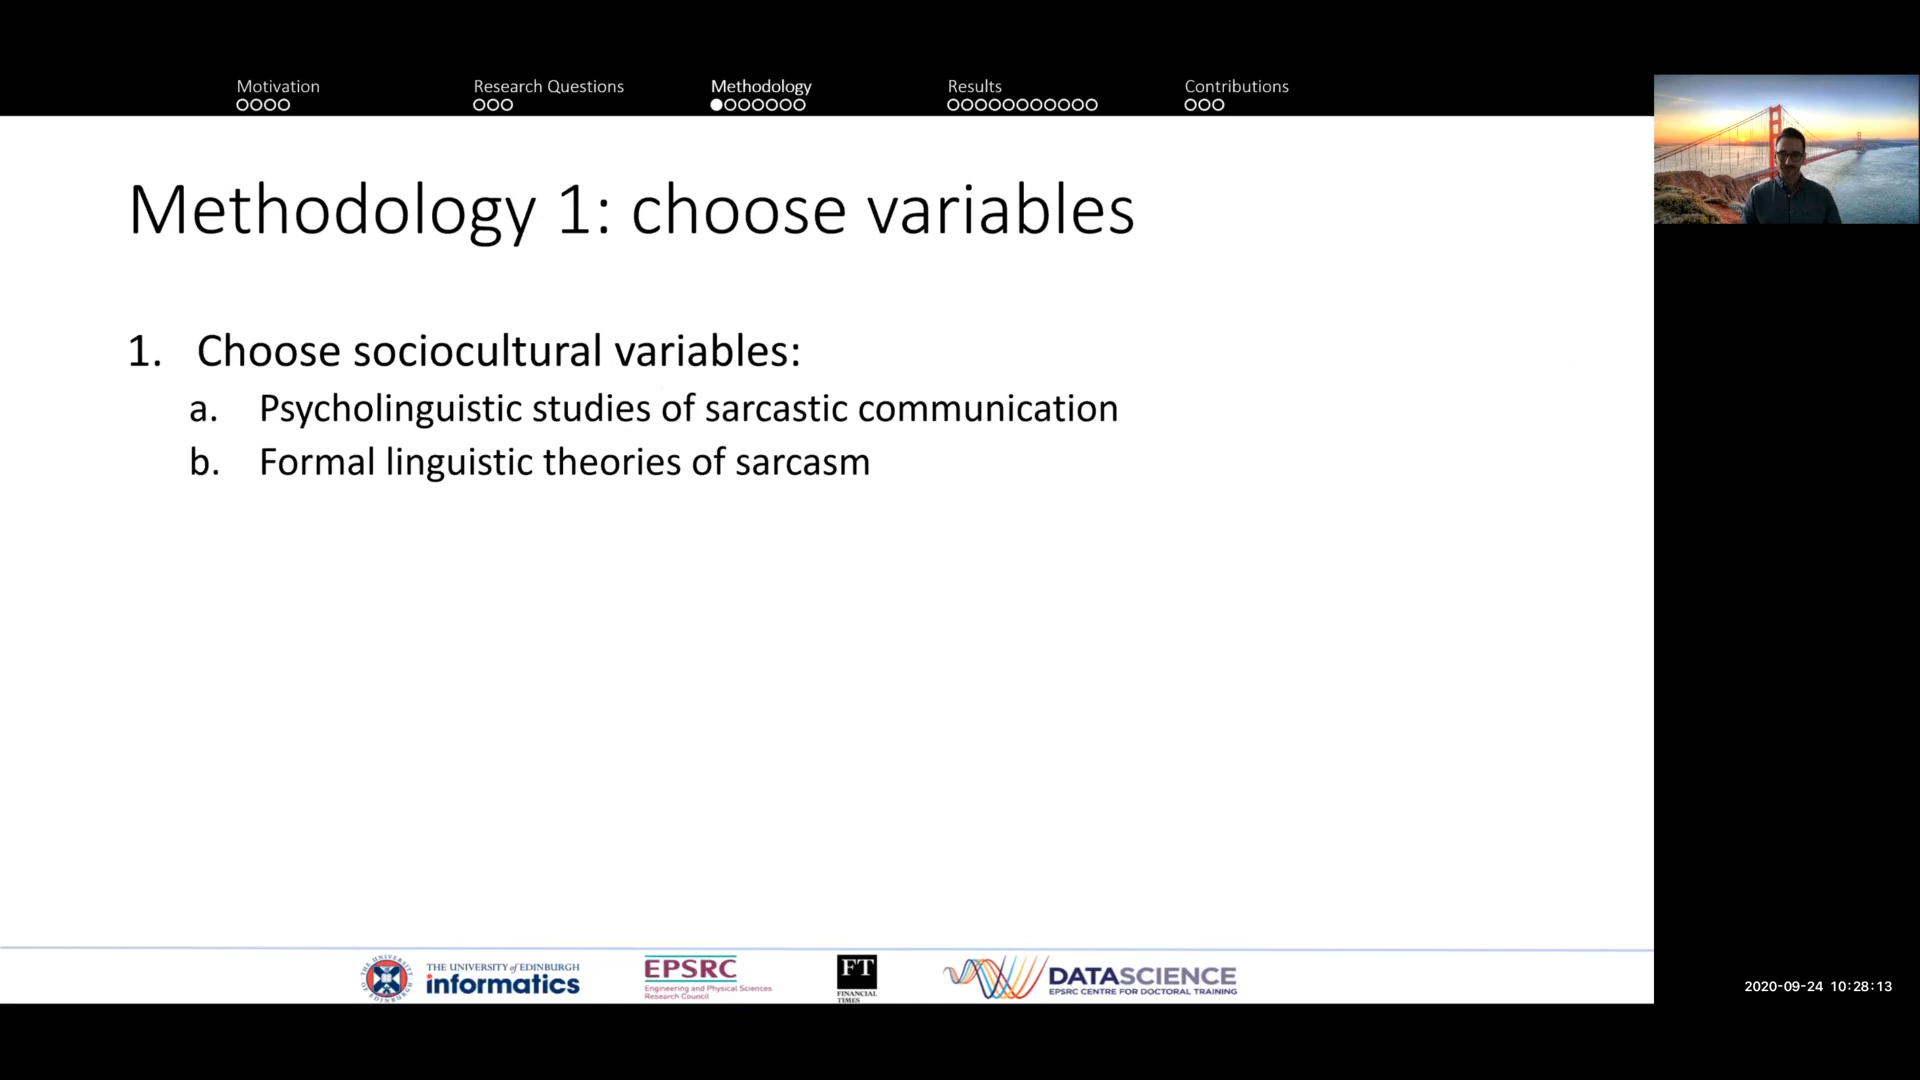 Motivation
Research Questions
Methodology
Results
Contributions
Methodology 1: choose variables
1. Choose sociocultural variables:
a. Psycholinguistic studies of sarcastic communication
b. Formal linguistic theories of sarcasm
THE UNIVERSITY of EDINBURGH
informatics
EPSRC
Engineering and Physical Sciences
Research Council
FT
FINANCIAL
TIMES
DATASCIENCE
EPSRC CENTRE FOR DOCTORAL TRAINING
2020-09-24 10:28:13